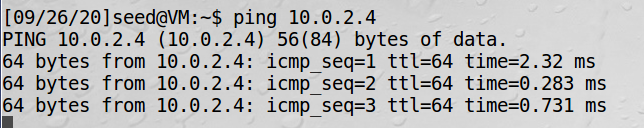 [09/26/20]seed@VM:~$ ping 10.0.2.4
PING 10.0.2.4 (10.0.2.4) 56(84) bytes of data.
64 bytes from 10.0.2.4: icmp_seq=1 ttl=64 time=2.32 ms
64 bytes from 10.0.2.4: icmp_seq=2 ttl=64 time=0.283 ms
64 bytes from 10.0.2.4: icmp_seq=3 ttl=64 time=0.731 ms